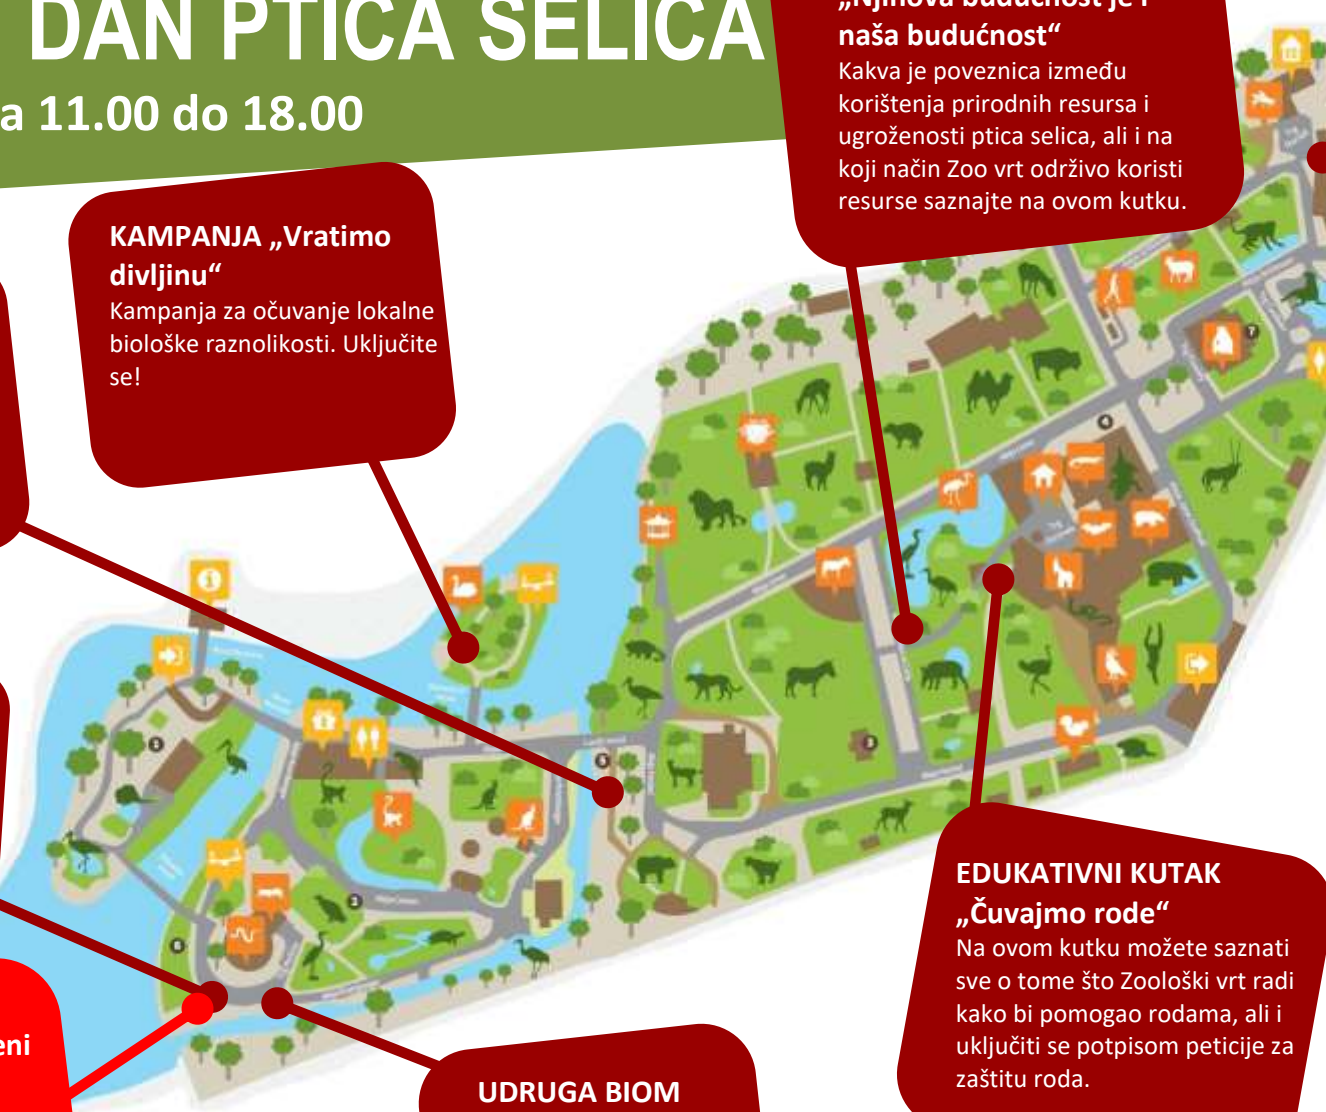 DAN PTICA SELICA
a 11.00 do 18.00
naša budućnost“
Kakva je poveznica između
korištenja prirodnih resursa i
ugroženosti ptica selica, ali i na
koji način Zoo vrt održivo koristi
resurse saznajte na ovom kutku.
KAMPANJA „Vratimo
divljinu“
Kampanja za očuvanje lokalne
biološke raznolikosti. Uključite
se!
EDUKATIVNI KUTAK
„Čuvajmo rode“
Na ovom kutku možete saznati
sve o tome što Zoološki vrt radi
kako bi pomogao rodama, ali i
uključiti se potpisom peticije za
zaštitu roda.
eni
UDRUGA BIOM